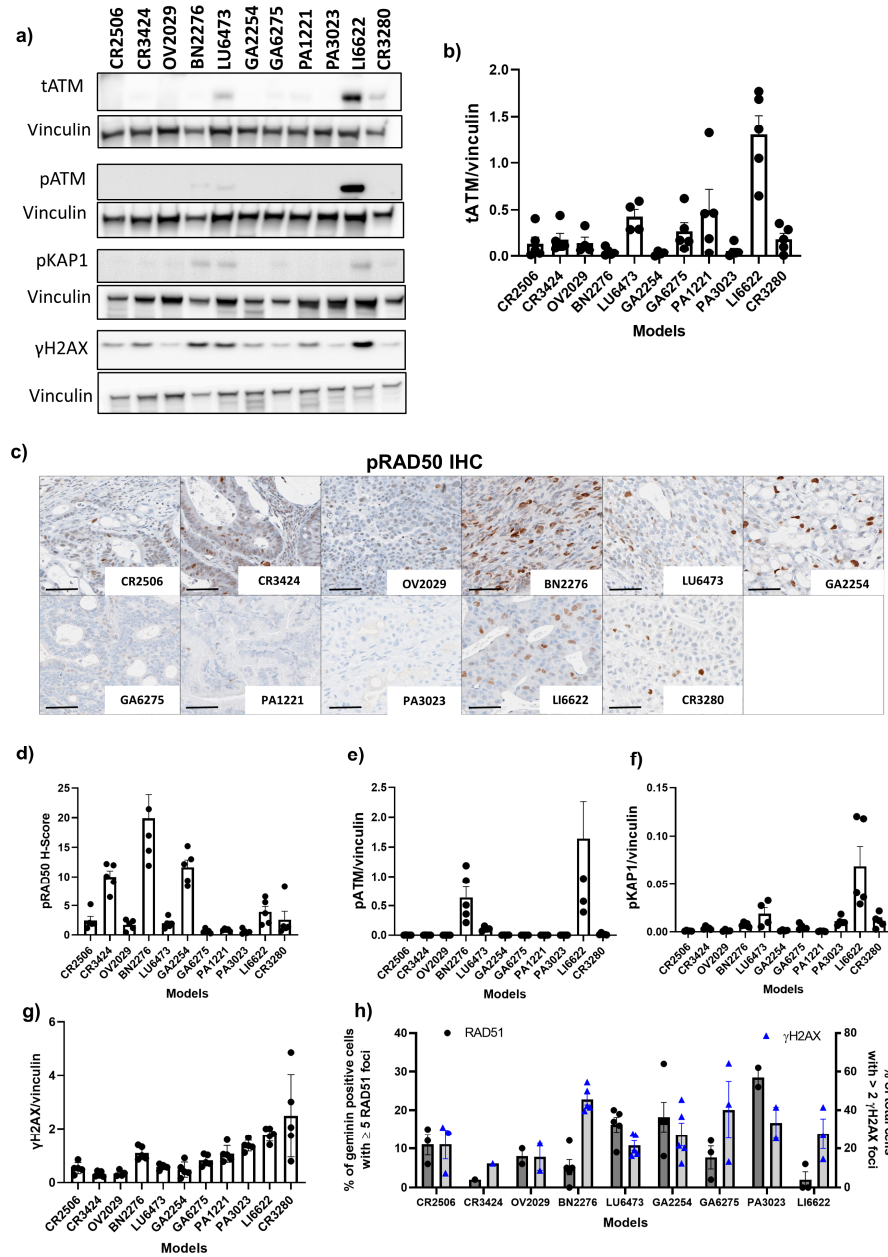 a)
CR2506
CR3424
OV2029
BN2276
LU6473
GA2254
GA6275
PA1221
PA3023
LI6622
CR3280
tATM
Vinculin
pATM
Vinculin
pKAP1
Vinculin
γH2AX
Vinculin
b)
tATM/vinculin
2.0
1.5
1.0
0.5
0.0
CR2506
CR3424
OV2029
BN2276
LU6473
GA2254
GA6275
PA1221
PA3023
LI6622
CR3280
Models
c)
pRAD50 IHC
CR2506
CR3424
OV2029
BN2276
LU6473
GA2254
GA6275
PA1221
PA3023
LI6622
CR3280
d)
pRAD50 H-Score
25
20
15
10
5
0
CR2506
CR3424
OV2029
BN2276
LU6473
GA2254
GA6275
PA1221
PA3023
LI6622
CR3280
Models
e)
pATM/vinculin
2.5
2.0
1.5
1.0
0.5
0.0
CR2506
CR3424
OV2029
BN2276
LU6473
GA2254
GA6275
PA1221
PA3023
LI6622
CR3280
Models
f)
pKAP1/vinculin
0.15
0.10
0.05
0.00
CR2506
CR3424
OV2029
BN2276
LU6473
GA2254
GA6275
PA1221
PA3023
LI6622
CR3280
Models
g)
γH2AX/vinculin
6
4
2
0
CR2506
CR3424
OV2029
BN2276
LU6473
GA2254
GA6275
PA1221
PA3023
LI6622
CR3280
Models
h)
% of geminin positive cells
with ≥ 5 RAD51 foci
40
30
20
10
0
RAD51
γH2AX
80
60
40
20
0
with > 2 γH2AX foci
CR2506
CR3424
OV2029
BN2276
LU6473
GA2254
GA6275
PA3023
LI6622
Models